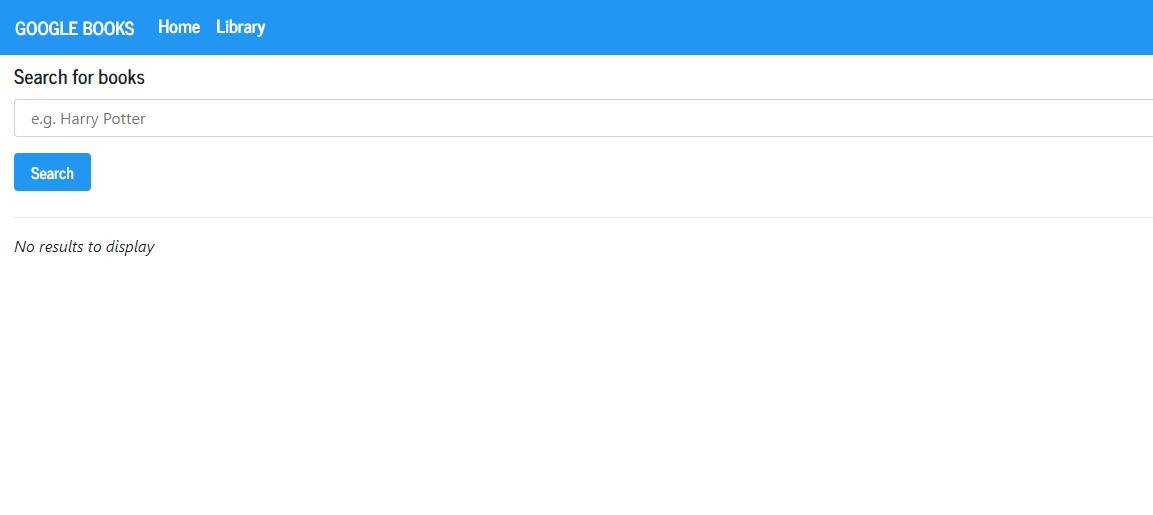 GOOGLE BOOKS Home Library
Search for books
e.g. Harry Potter
Search
No results to display